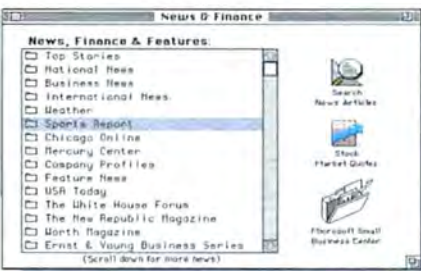 News & Finance
News, Finance & Features:
Top Stories
National News
Business News
International News
Weather
Sports Report
Chicago Online
Mercury Center
Company Profiles
Feature News
USA Today
The White House Forum
The New Republic Magazine
Worth Magazine
Ernst & Young Business Series
(Scroll down for more news)
Search
News Articles
Stock
Market Quotes
Microsoft Small
Business Center